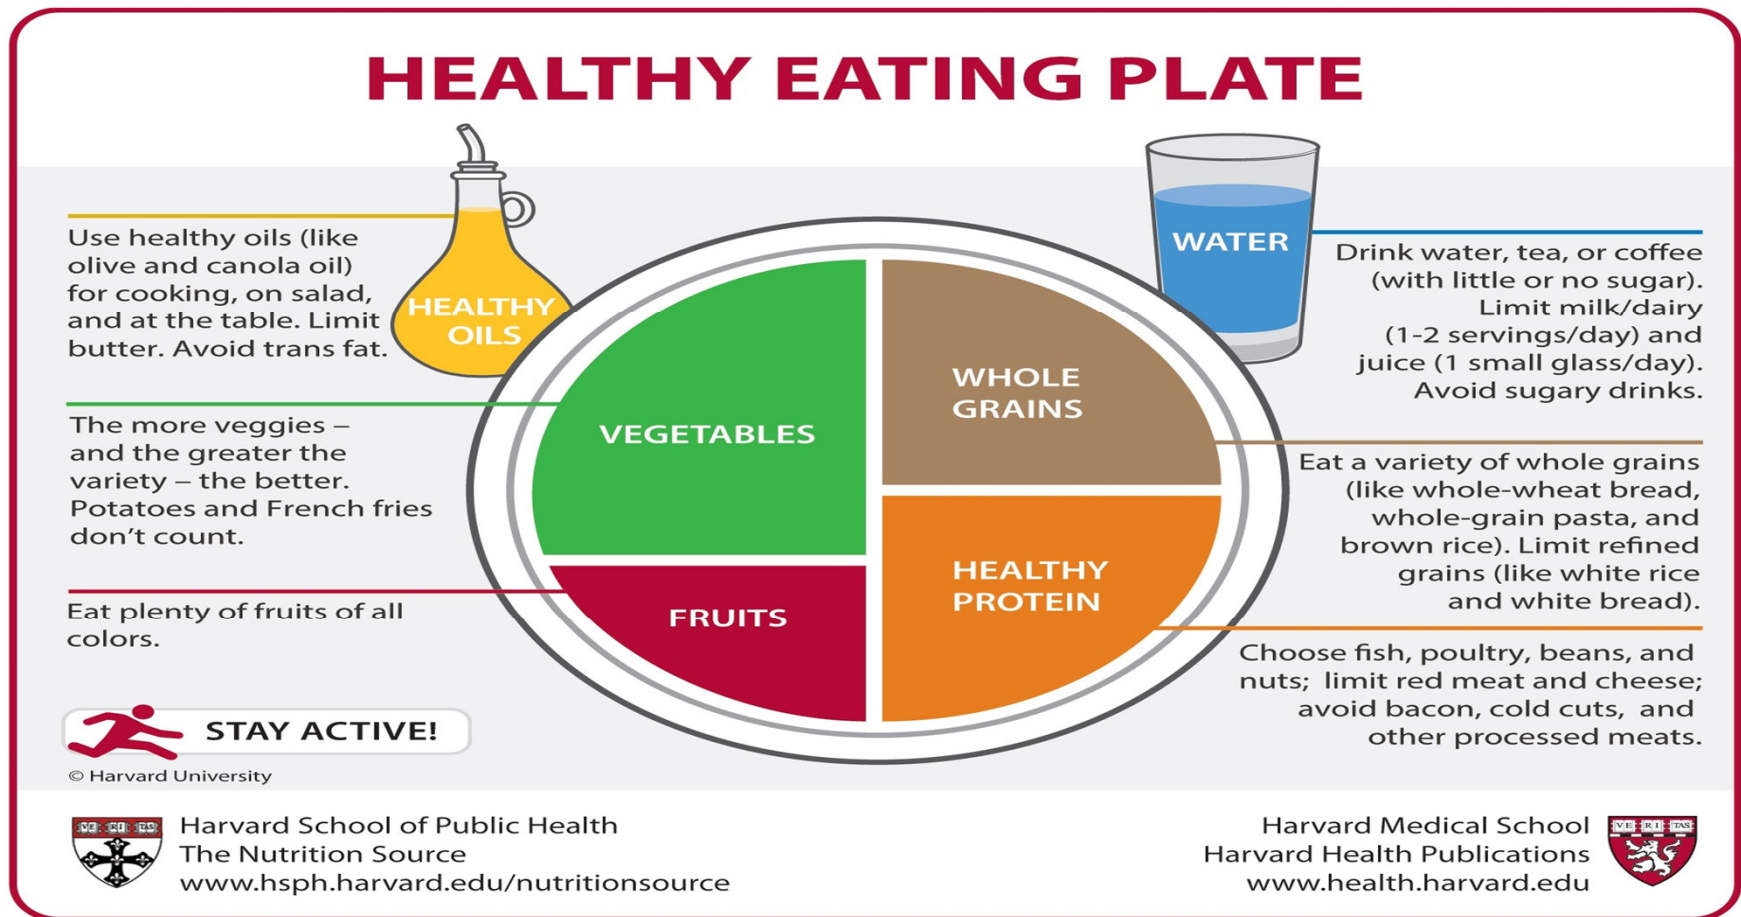 HEALTHY EATING PLATE
Use healthy oils (like
olive and canola oil)
for cooking, on salad,
and at the table. Limit
butter. Avoid trans fat.
HEALTHY
OILS
The more veggies –
and the greater the
variety – the better.
Potatoes and French fries
don’t count.
Eat plenty of fruits of all
colors.
VEGETABLES
FRUITS
WHOLE
GRAINS
HEALTHY
PROTEIN
WATER
Drink water, tea, or coffee
(with little or no sugar).
Limit milk/dairy
(1-2 servings/day) and
juice (1 small glass/day).
Avoid sugary drinks.
Eat a variety of whole grains
(like whole-wheat bread,
whole-grain pasta, and
brown rice). Limit refined
grains (like white rice
and white bread).
Choose fish, poultry, beans, and
nuts; limit red meat and cheese;
avoid bacon, cold cuts, and
other processed meats.
STAY ACTIVE!
© Harvard University
VE RI TAS
Harvard School of Public Health
The Nutrition Source
www.hsph.harvard.edu/nutritionsource
Harvard Medical School
Harvard Health Publications
www.health.harvard.edu
VE RI TAS